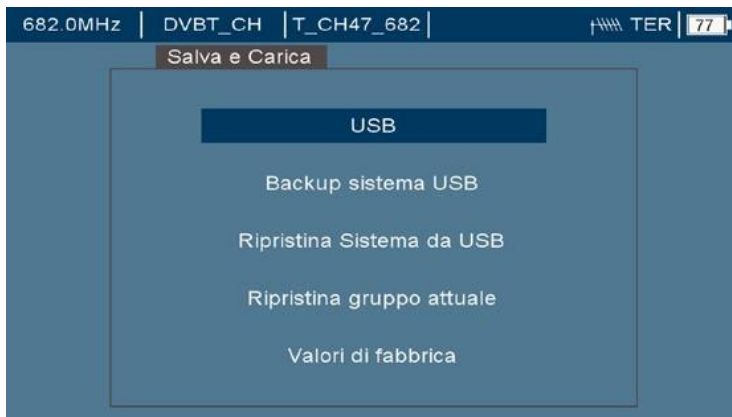 682.0MHz DVBT_CH T_CH47_682 TER 77
Salva e Carica
USB
Backup sistema USB
Ripristina Sistema da USB
Ripristina gruppo attuale
Valori di fabbrica